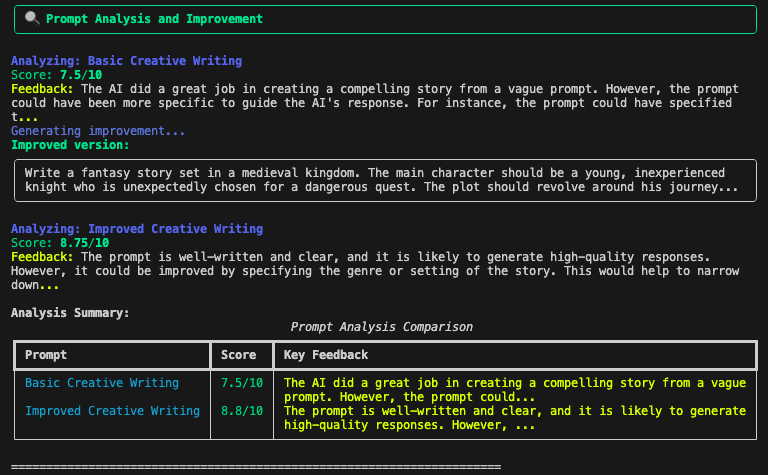 🔍 Prompt Analysis and Improvement
Analyzing: Basic Creative Writing
Score: 7.5/10
Feedback: The AI did a great job in creating a compelling story from a vague prompt. However, the prompt
could have been more specific to guide the AI's response. For instance, the prompt could have specified
t...
Generating improvement...
Improved version:
Write a fantasy story set in a medieval kingdom. The main character should be a young, inexperienced
knight who is unexpectedly chosen for a dangerous quest. The plot should revolve around his journey...
Analyzing: Improved Creative Writing
Score: 8.75/10
Feedback: The prompt is well-written and clear, and it is likely to generate high-quality responses.
However, it could be improved by specifying the genre or setting of the story. This would help to narrow
down...
Analysis Summary:
Prompt Analysis Comparison
Prompt Score Key Feedback
Basic Creative Writing 7.5/10 The AI did a great job in creating a compelling story from a vague
prompt. However, the prompt could...
Improved Creative Writing 8.8/10 The prompt is well-written and clear, and it is likely to generate
high-quality responses. However, ...